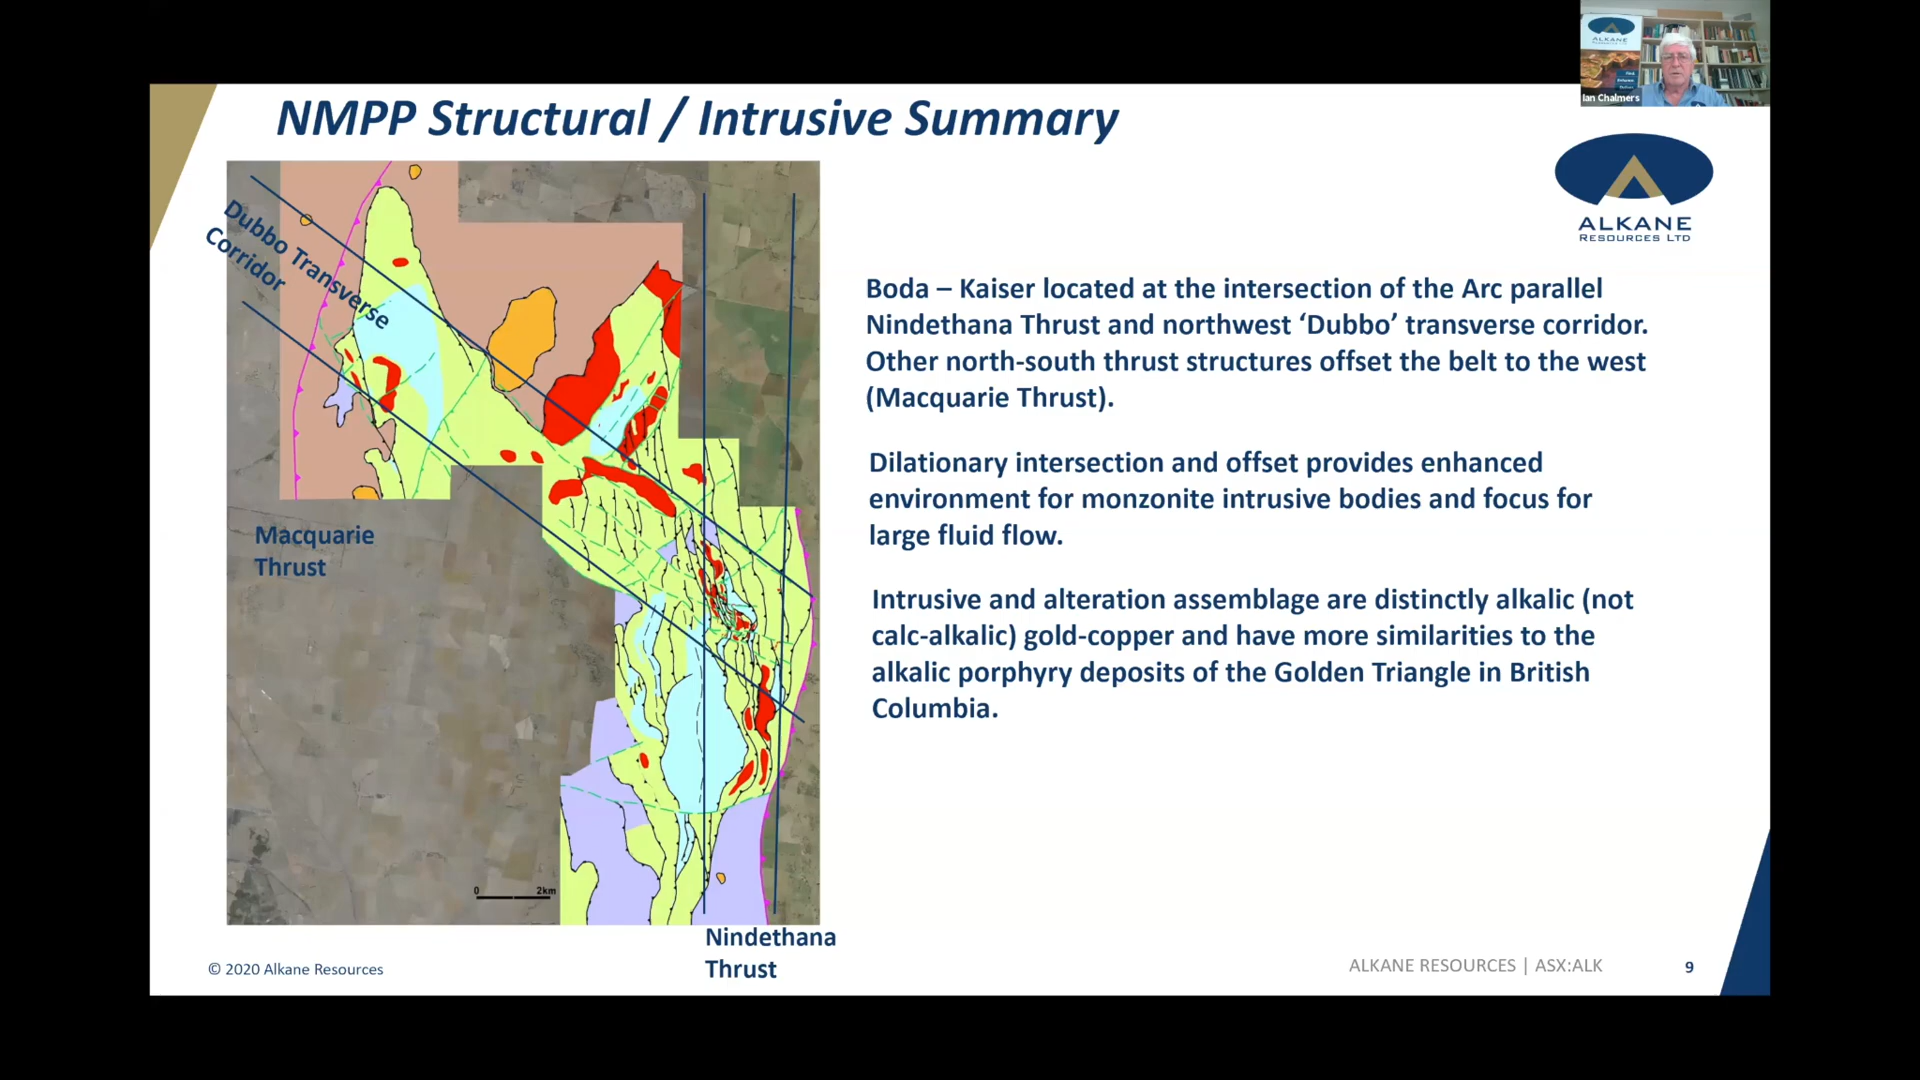 ALKANE
Ian Chalmers
NMPP Structural / Intrusive Summary
ALKANE
RESOURCES LTD
Dubbo Transverse
Corridor
Macquarie
Thrust
0 2km
Nindethana
Thrust
Boda – Kaiser located at the intersection of the Arc parallel
Nindethana Thrust and northwest ‘Dubbo’ transverse corridor.
Other north-south thrust structures offset the belt to the west
(Macquarie Thrust).
Dilationary intersection and offset provides enhanced
environment for monzonite intrusive bodies and focus for
large fluid flow.
Intrusive and alteration assemblage are distinctly alkalic (not
calc-alkalic) gold-copper and have more similarities to the
alkalic porphyry deposits of the Golden Triangle in British
Columbia.
© 2020 Alkane Resources
ALKANE RESOURCES | ASX:ALK
9